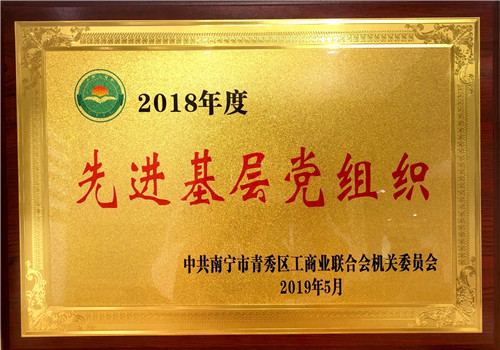 2018年度
先进基层党组织
中共南宁市青秀区工商业联合会机关委员会
2019年5月